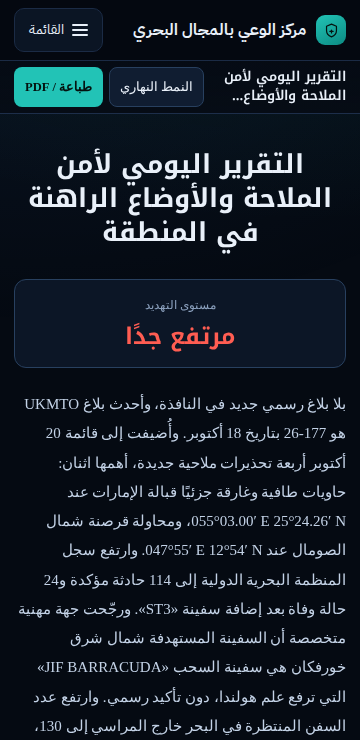 مركز الوعي بالمجال البحري
القائمة
التقرير اليومي لأمن
الملاحة والأوضاع...
النمط النهاري
طباعة / PDF
التقرير اليومي لأمن
الملاحة والأوضاع الراهنة
في المنطقة
مستوى التهديد
مرتفع جدًا
بلا بلاغ رسمي جديد في النافذة، وأحدث بلاغ UKMTO
هو 177-26 بتاريخ 18 أكتوبر. وأُضيفت إلى قائمة 20
أكتوبر أربعة تحذيرات ملاحية جديدة، أهمها اثنان:
حاويات طافية وغارقة جزئيًا قبالة الإمارات عند
25°24.26′ N 055°03.00′ E، ومحاولة قرصنة شمال
الصومال عند 12°54′ N 047°55′ E. وارتفع سجل
المنظمة البحرية الدولية إلى 114 حادثة مؤكدة و24
حالة وفاة بعد إضافة سفينة «ST3». ورجّحت جهة مهنية
متخصصة أن السفينة المستهدفة شمال شرق
خورفكان هي سفينة السحب «JIF BARRACUDA»
التي ترفع علم هولندا، دون تأكيد رسمي. وارتفع عدد
السفن المنتظرة في البحر خارج المراسي إلى 130،